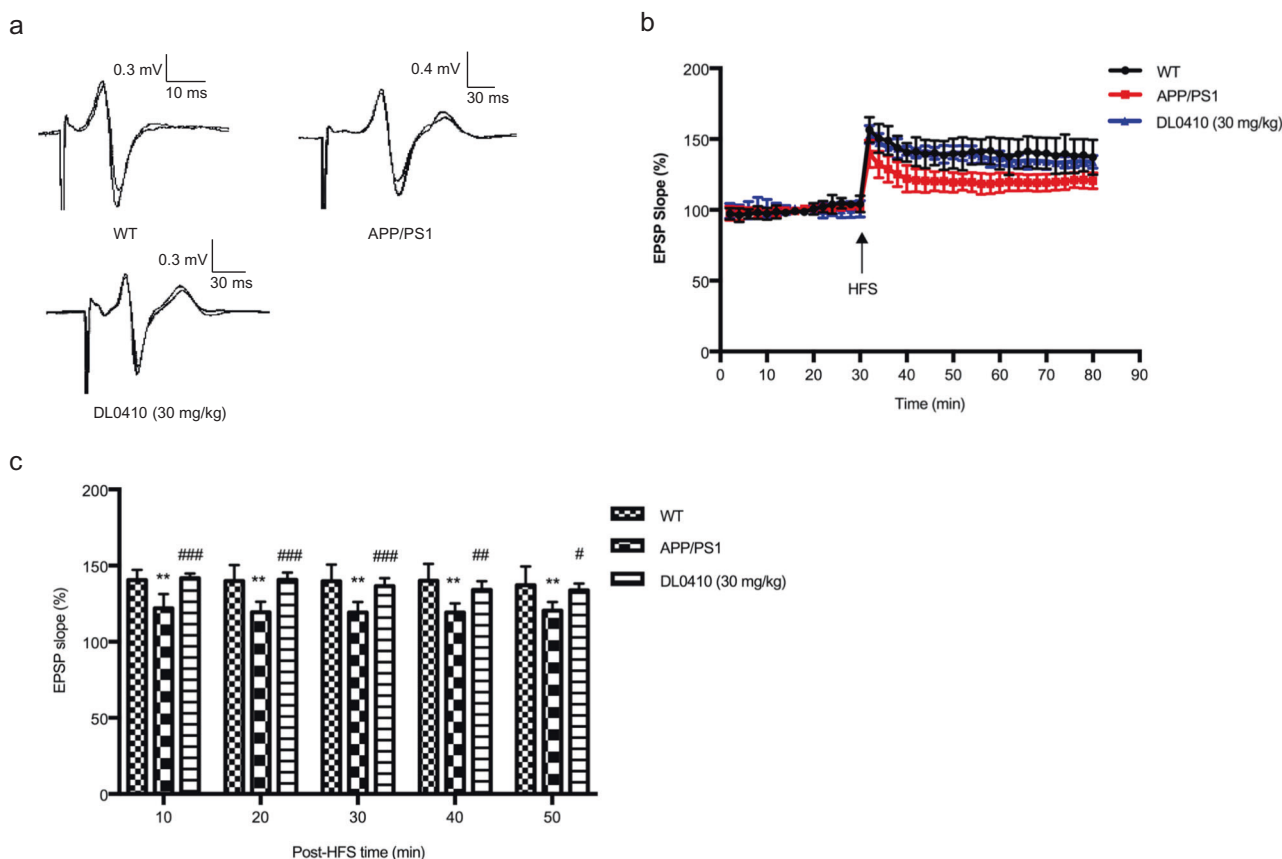 a
0.3 mV
10 ms
WT
0.4 mV
30 ms
APP/PS1
0.3 mV
30 ms
DL0410 (30 mg/kg)
b
EPSP Slope (%)
200
150
100
50
0
0 10 20 30 40 50 60 70 80 90
HFS
Time (min)
WT
APP/PS1
DL0410 (30 mg/kg)
c
EPSP slope (%)
200
150
100
50
0
** ###
** ###
** ###
** ##
** #
10 20 30 40 50
Post-HFS time (min)
WT
APP/PS1
DL0410 (30 mg/kg)